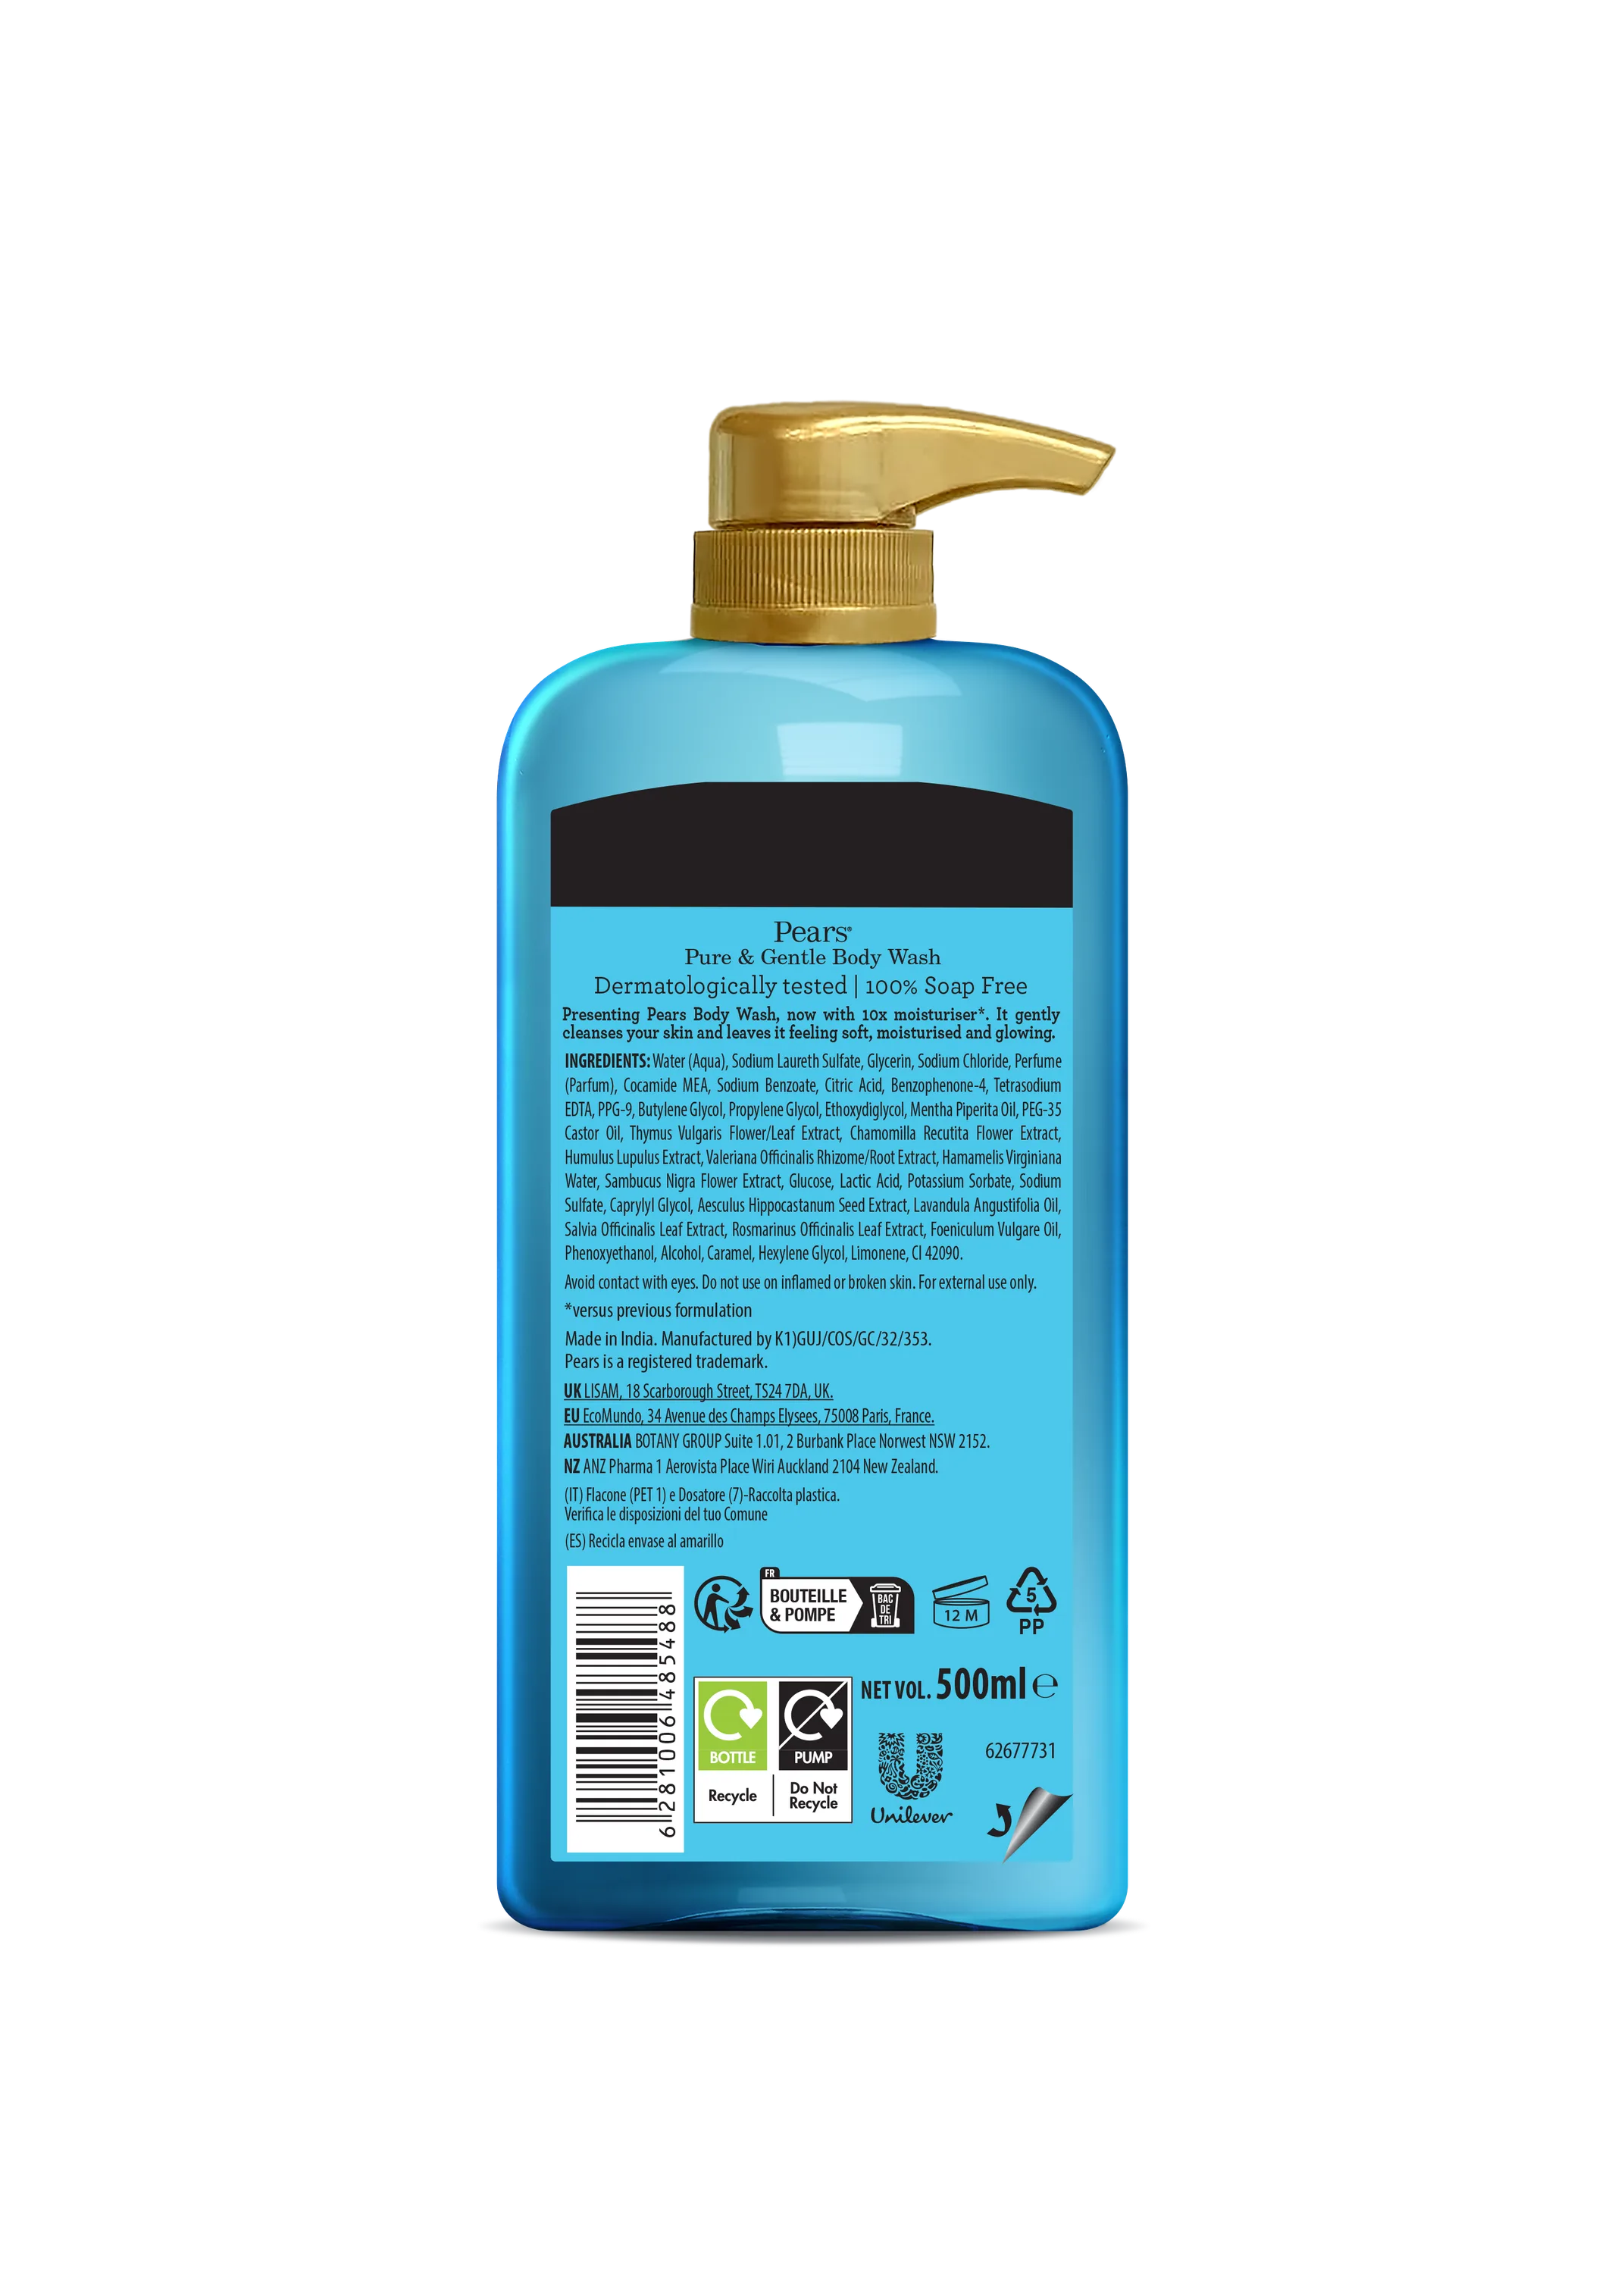 Pears®
Pure & Gentle Body Wash
Dermatologically tested | 100% Soap Free
Presenting Pears Body Wash, now with 10x moisturiser*. It gently
cleanses your skin and leaves it feeling soft, moisturised and glowing.
INGREDIENTS: Water (Aqua), Sodium Laureth Sulfate, Glycerin, Sodium Chloride, Perfume
(Parfum), Cocamide MEA, Sodium Benzoate, Citric Acid, Benzophenone-4, Tetrasodium
EDTA, PPG-9, Butylene Glycol, Propylene Glycol, Ethoxydiglycol, Mentha Piperita Oil, PEG-35
Castor Oil, Thymus Vulgaris Flower/Leaf Extract, Chamomilla Recutita Flower Extract,
Humulus Lupulus Extract, Valeriana Officinalis Rhizome/Root Extract, Hamamelis Virginiana
Water, Sambucus Nigra Flower Extract, Glucose, Lactic Acid, Potassium Sorbate, Sodium
Sulfate, Caprylyl Glycol, Aesculus Hippocastanum Seed Extract, Lavandula Angustifolia Oil,
Salvia Officinalis Leaf Extract, Rosmarinus Officinalis Leaf Extract, Foeniculum Vulgare Oil,
Phenoxyethanol, Alcohol, Caramel, Hexylene Glycol, Limonene, CI 42090.
Avoid contact with eyes. Do not use on inflamed or broken skin. For external use only.
*versus previous formulation
Made in India. Manufactured by K1)GUJ/COS/GC/32/353.
Pears is a registered trademark.
UK LISAM, 18 Scarborough Street, TS24 7DA, UK.
EU EcoMundo, 34 Avenue des Champs Elysees, 75008 Paris, France.
AUSTRALIA BOTANY GROUP Suite 1.01, 2 Burbank Place Norwest NSW 2152.
NZ ANZ Pharma 1 Aerovista Place Wiri Auckland 2104 New Zealand.
(IT) Flacone (PET 1) e Dosatore (7)-Raccolta plastica.
Verifica le disposizioni del tuo Comune
(ES) Recicla envase al amarillo
6281006485488
FR
BOUTEILLE
& POMPE
BAC
DE
TRI
12 M
5
PP
BOTTLE
Recycle
PUMP
Do Not
Recycle
NET VOL. 500ml ℮
Unilever
62677731